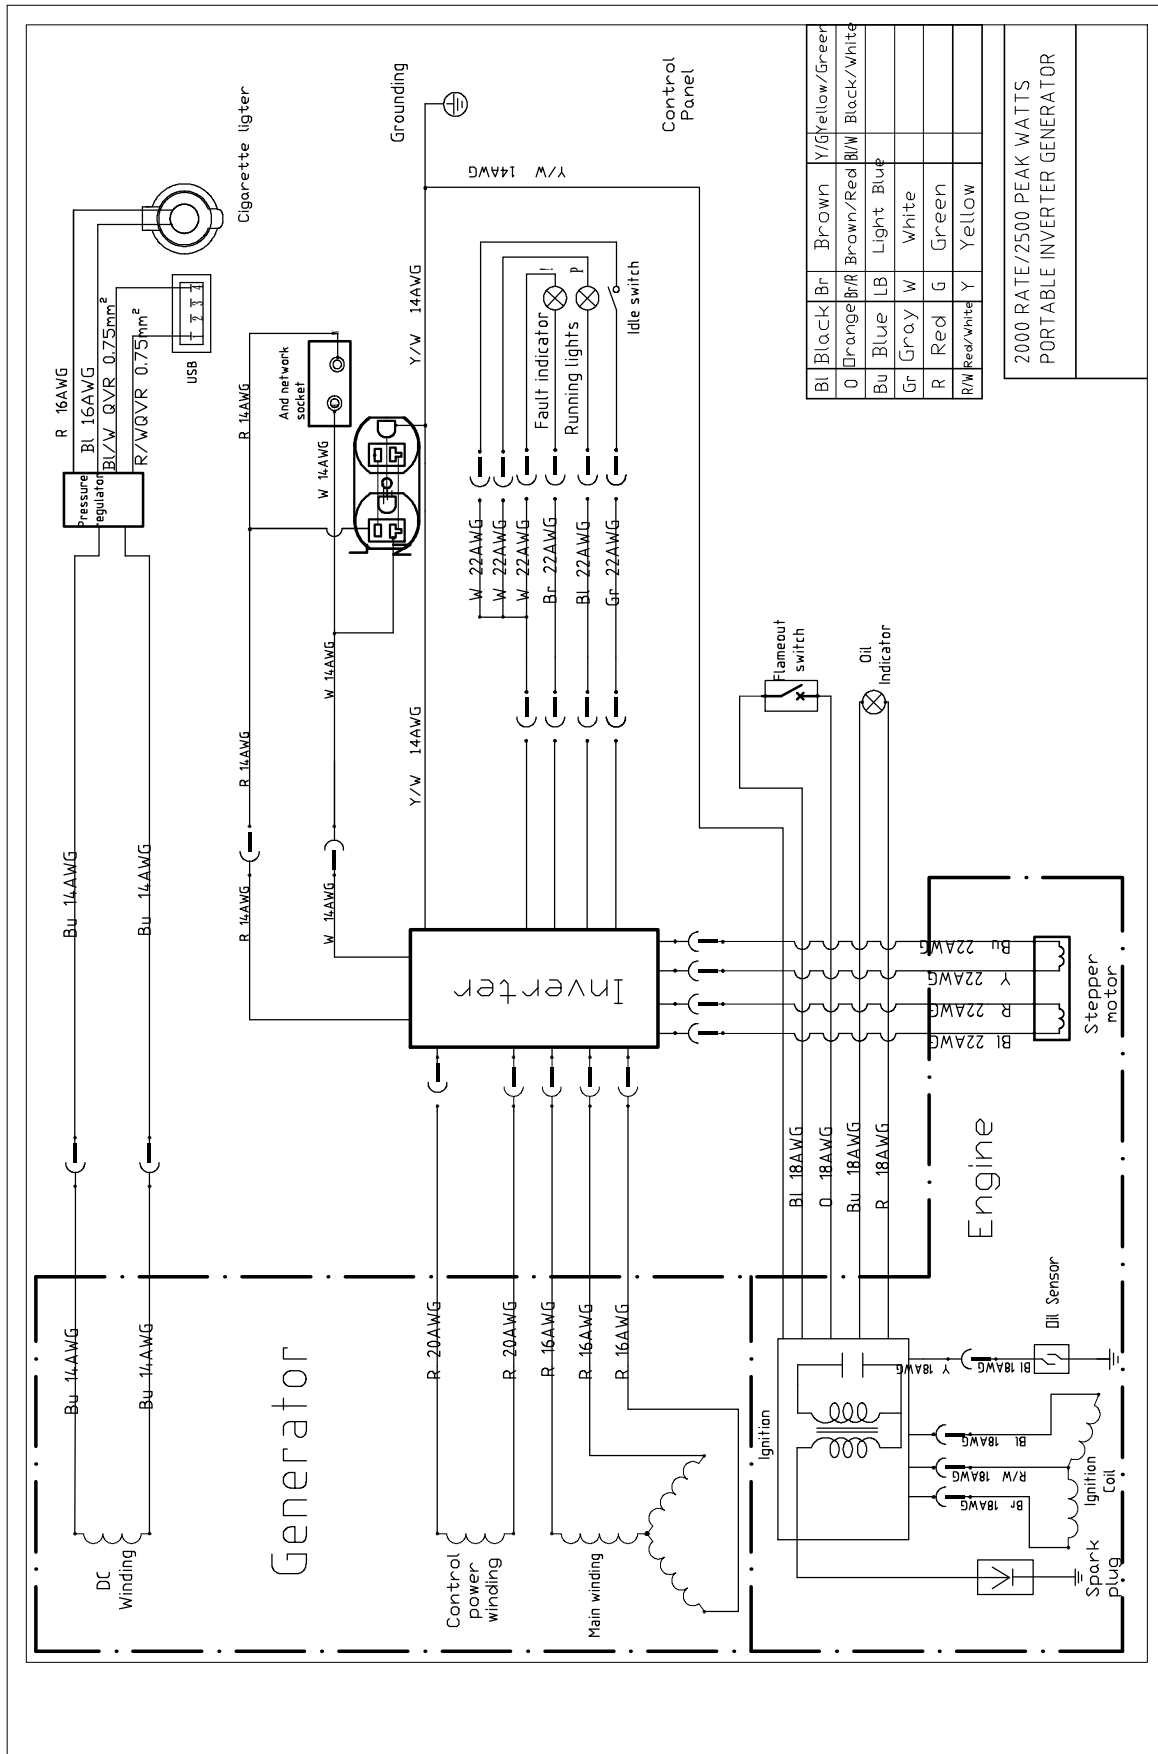 Cigarette ligter
R 16AWG
Bl 16AWG
Bl/W QVR 0.75mm²
R/WQVR 0.75mm²
1 2 3 4
USB
Pressure
regulator
Bu 14AWG
Bu 14AWG
Bu 14AWG
Bu 14AWG
DC
Winding
Grounding
Control
Panel
And network
socket
R 14AWG
W 14AWG
R 14AWG
W 14AWG
R 14AWG
W 14AWG
Y/W 14AWG
Y/W 14AWG
Y/W 14AWG
Fault indicator
!
Running lights
P
Idle switch
W 22AWG
W 22AWG
W 22AWG
Br 22AWG
Bl 22AWG
Gr 22AWG
Flameout
switch
Oil
Indicator
Inverter
Bu 22AWG
Y 22AWG
R 22AWG
Bl 22AWG
Stepper
motor
Generator
R 20AWG
R 20AWG
R 16AWG
R 16AWG
R 16AWG
Control
power
winding
Main winding
Engine
Bl 18AWG
O 18AWG
Bu 18AWG
R 18AWG
Ignition
Y 18AWG
Bl 18AWG
Oil Sensor
Bl 18AWG
R/W 18AWG
Br 18AWG
Ignition
Coil
Spark
plug
Bl Black Br Brown Y/G Yellow/Green
O Orange Br/R Brown/Red Bl/W Black/White
Bu Blue LB Light Blue
Gr Gray W White
R Red G Green
R/W Red/White Y Yellow
2000 RATE/2500 PEAK WATTS
PORTABLE INVERTER GENERATOR